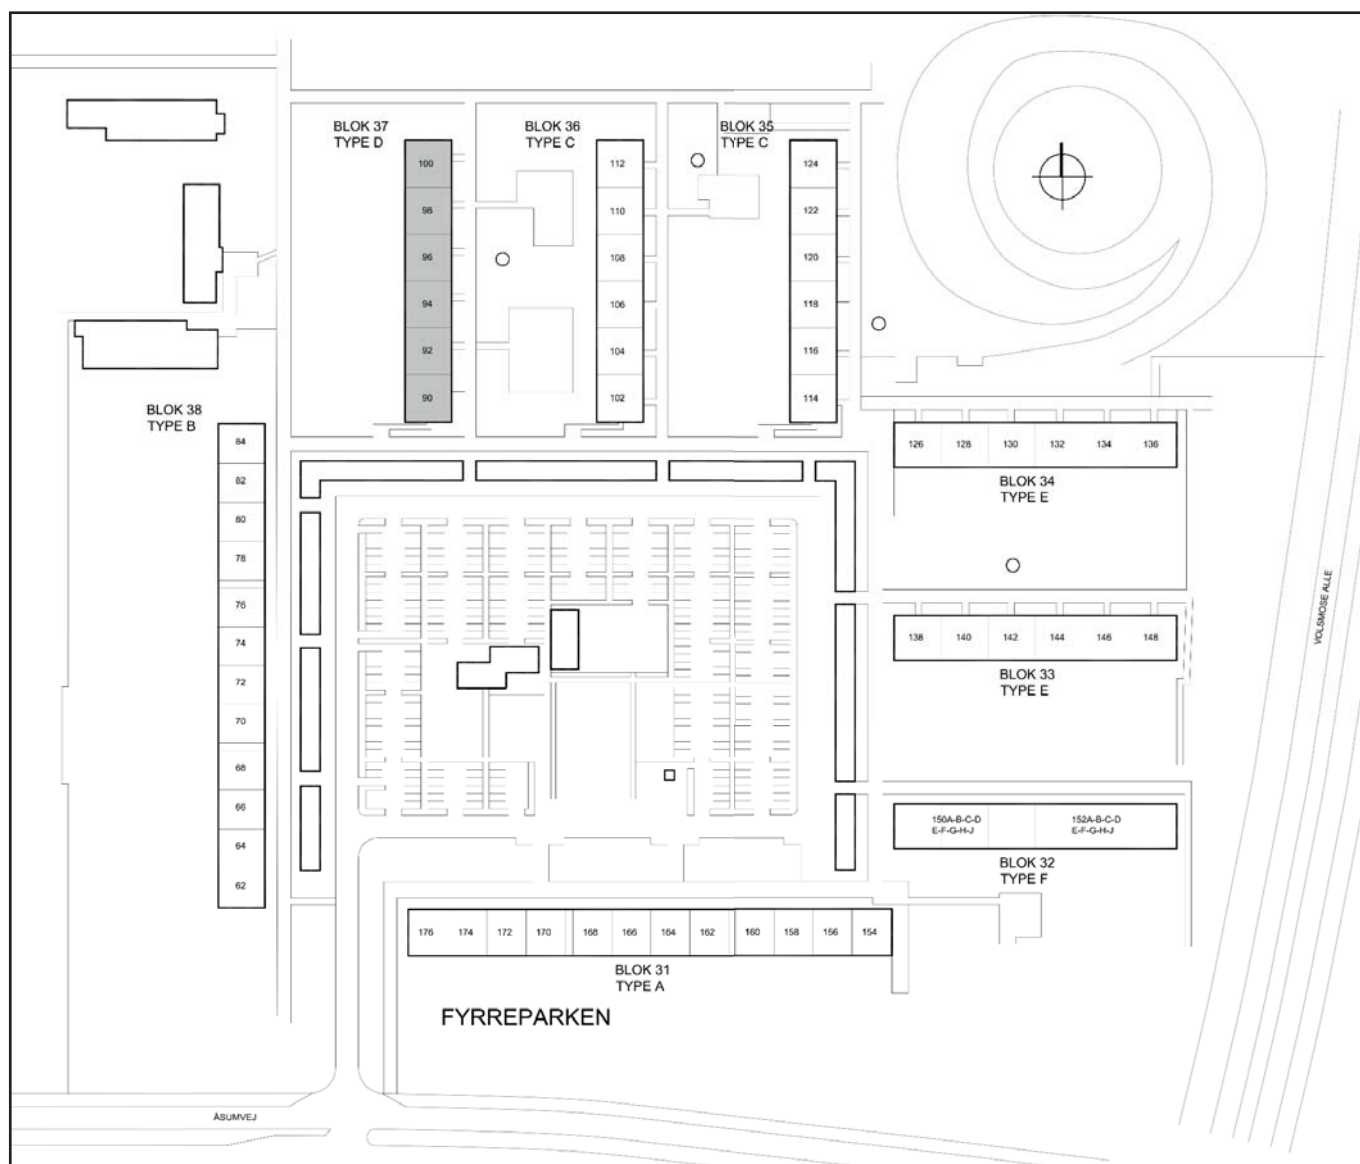 BLOK 37
TYPE D
BLOK 36
TYPE C
BLOK 35
TYPE C
100
98
96
94
92
90
112
110
108
106
104
102
124
122
120
118
116
114
BLOK 38
TYPE B
84
82
80
78
76
74
72
70
68
66
64
62
126 128 130 132 134 136
BLOK 34
TYPE E
138 140 142 144 146 148
BLOK 33
TYPE E
VOLSMOSE ALLE
150A-B-C-D
E-F-G-H-J
152A-B-C-D
E-F-G-H-J
BLOK 32
TYPE F
176 174 172 170 168 166 164 162 160 158 156 154
BLOK 31
TYPE A
FYRREPARKEN
ÅSUMVEJ